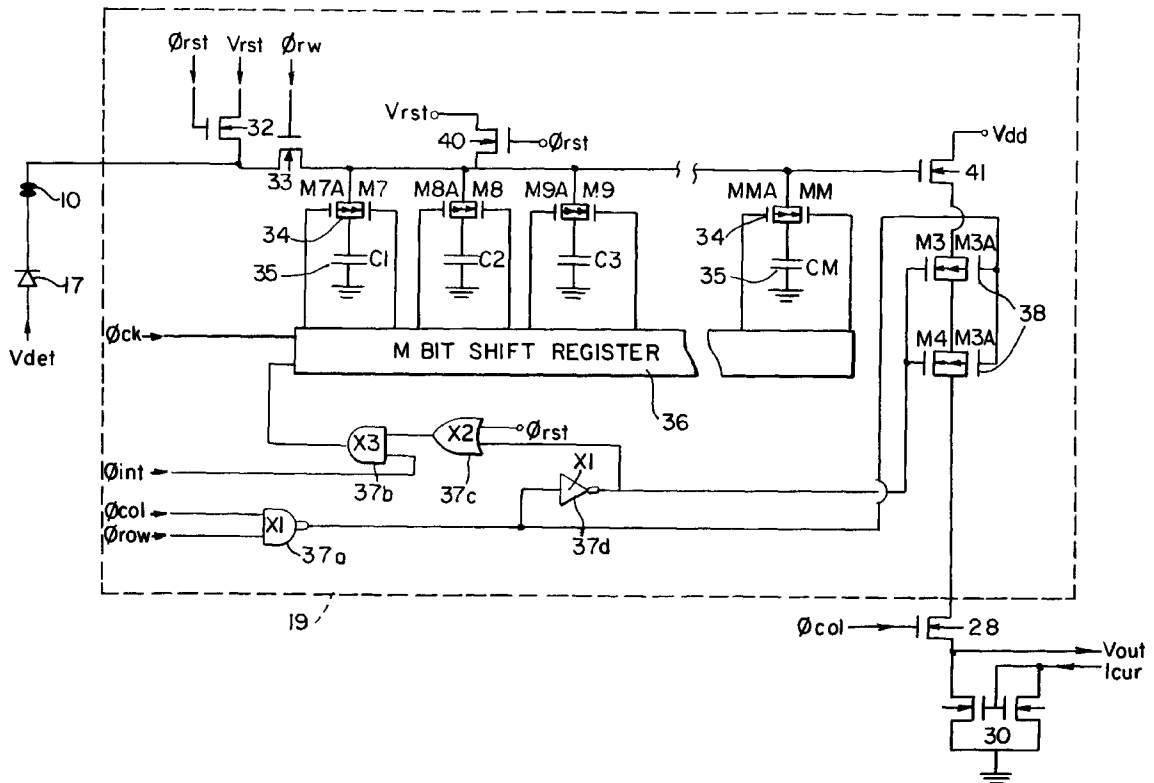 Ørst Vrst Ørw
32
Vrst
40
Ørst
Vdd
10
33
41
M7A M7 M8A M8 M9A M9 MMA MM
34
34
M3 M3A
35
C1
C2
C3
35
CM
17
38
Vdet
Øck
M BIT SHIFT REGISTER
M4 M3A
36
X3
X2
Ørst
X1
Øint
37b
37c
Øcol
X1
Ørow
37a
37d
19
Øcol
28
Vout
Icur
30